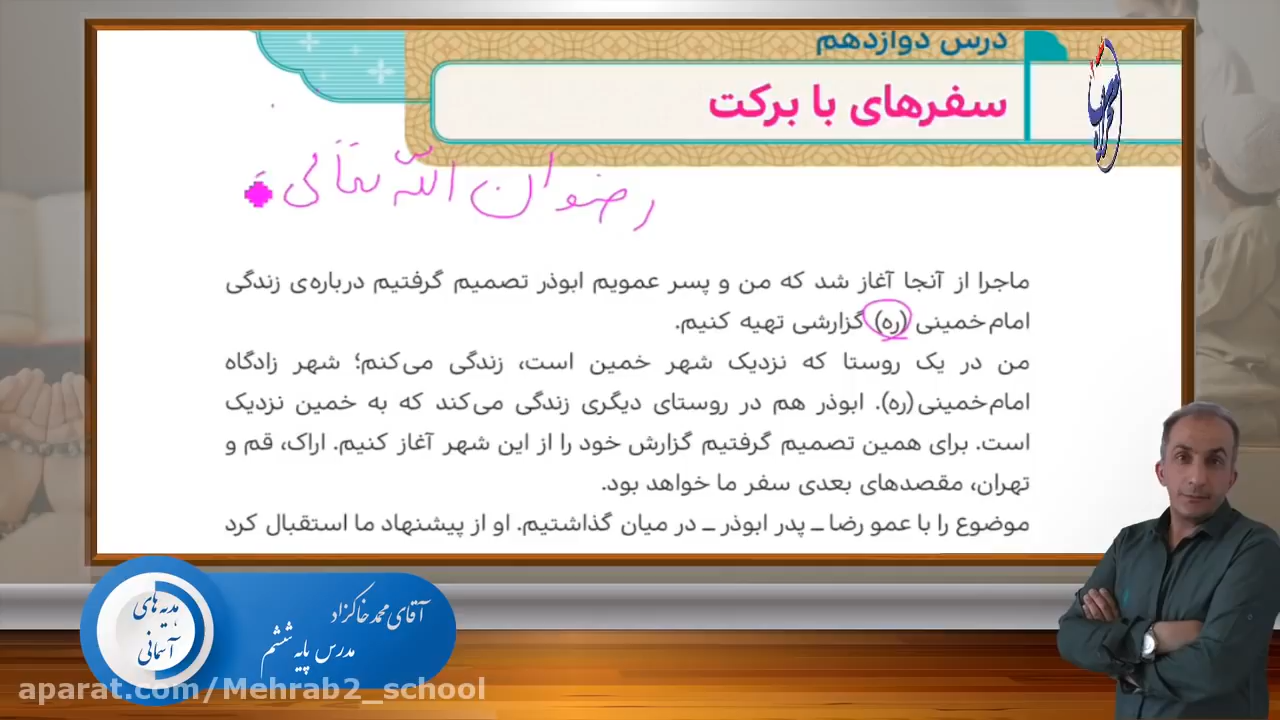 درس دوازدهم
سفرهای با برکت
رضوان اللّه تعالی
ماجرا از آنجا آغاز شد که من و پسر عمویم ابوذر تصمیم گرفتیم درباره‌ی زندگی
امام‌خمینی (ره) گزارشی تهیه کنیم.
من در یک روستا که نزدیک شهر خمین است، زندگی می‌کنم؛ شهر زادگاه
امام‌خمینی(ره). ابوذر هم در روستای دیگری زندگی می‌کند که به خمین نزدیک
است. برای همین تصمیم گرفتیم گزارش خود را از این شهر آغاز کنیم. اراک، قم و
تهران، مقصدهای بعدی سفر ما خواهد بود.
موضوع را با عمو رضا ـ پدر ابوذر ـ در میان گذاشتیم. او از پیشنهاد ما استقبال کرد
هدیه های
آسمانی
آقای محمد خاکزاد
مدرس پایه ششم
aparat.com/Mehrab2_school